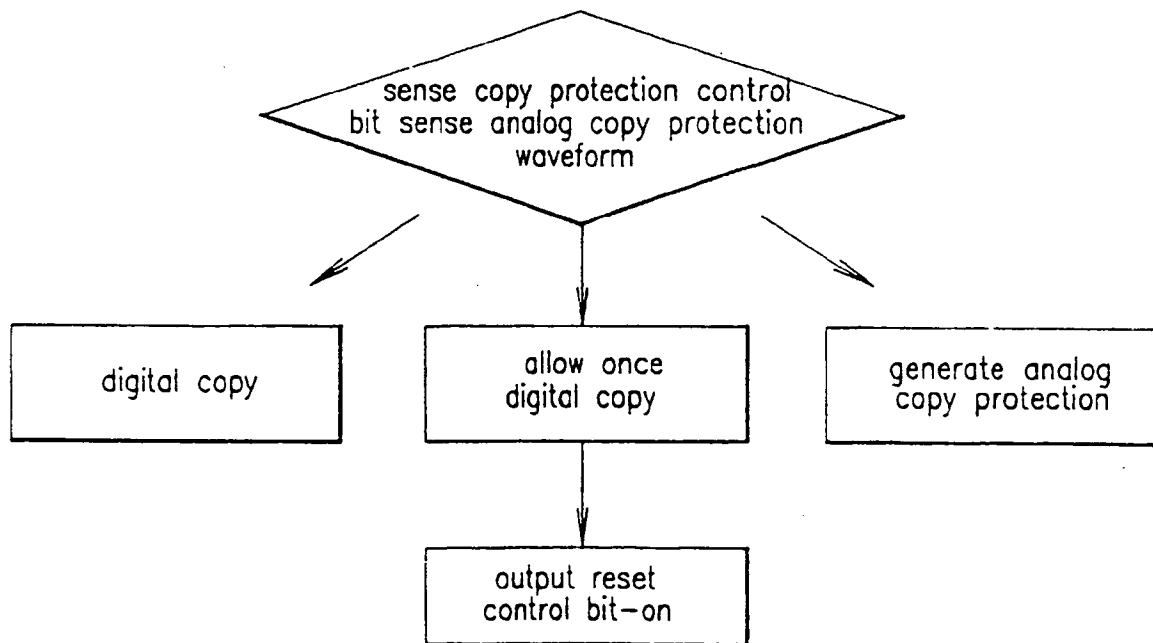 sense copy protection control
bit sense analog copy protection
waveform
digital copy
allow once
digital copy
generate analog
copy protection
output reset
control bit-on